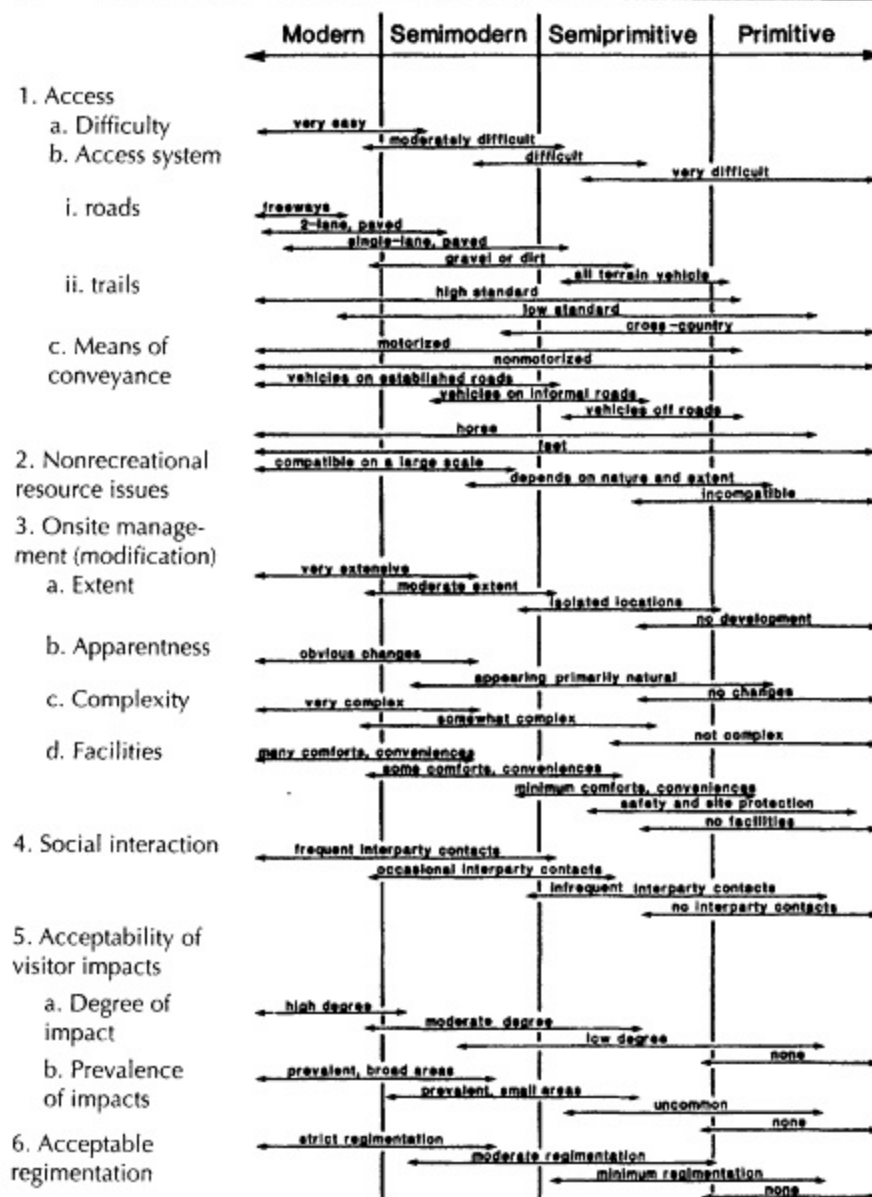 Modern Semimodern Semiprimitive Primitive
1. Access
a. Difficulty
very easy
moderately difficult
b. Access system
difficult
very difficult
i. roads
freeways
2-lane, paved
single-lane, paved
gravel or dirt
all terrain vehicle
ii. trails
high standard
low standard
cross-country
c. Means of
conveyance
motorized
nonmotorized
vehicles on established roads
vehicles on informal roads
vehicles off roads
horse
feet
2. Nonrecreational
resource issues
compatible on a large scale
depends on nature and extent
incompatible
3. Onsite manage-
ment (modification)
a. Extent
very extensive
moderate extent
isolated locations
no development
b. Apparentness
obvious changes
appearing primarily natural
no changes
c. Complexity
very complex
somewhat complex
not complex
d. Facilities
many comforts, conveniences
some comforts, conveniences
minimum comforts, conveniences
safety and site protection
no facilities
4. Social interaction
frequent interparty contacts
occasional interparty contacts
infrequent interparty contacts
no interparty contacts
5. Acceptability of
visitor impacts
a. Degree of
impact
high degree
moderate degree
low degree
none
b. Prevalence
of impacts
prevalent, broad areas
prevalent, small areas
uncommon
none
6. Acceptable
regimentation
strict regimentation
moderate regimentation
minimum regimentation
none